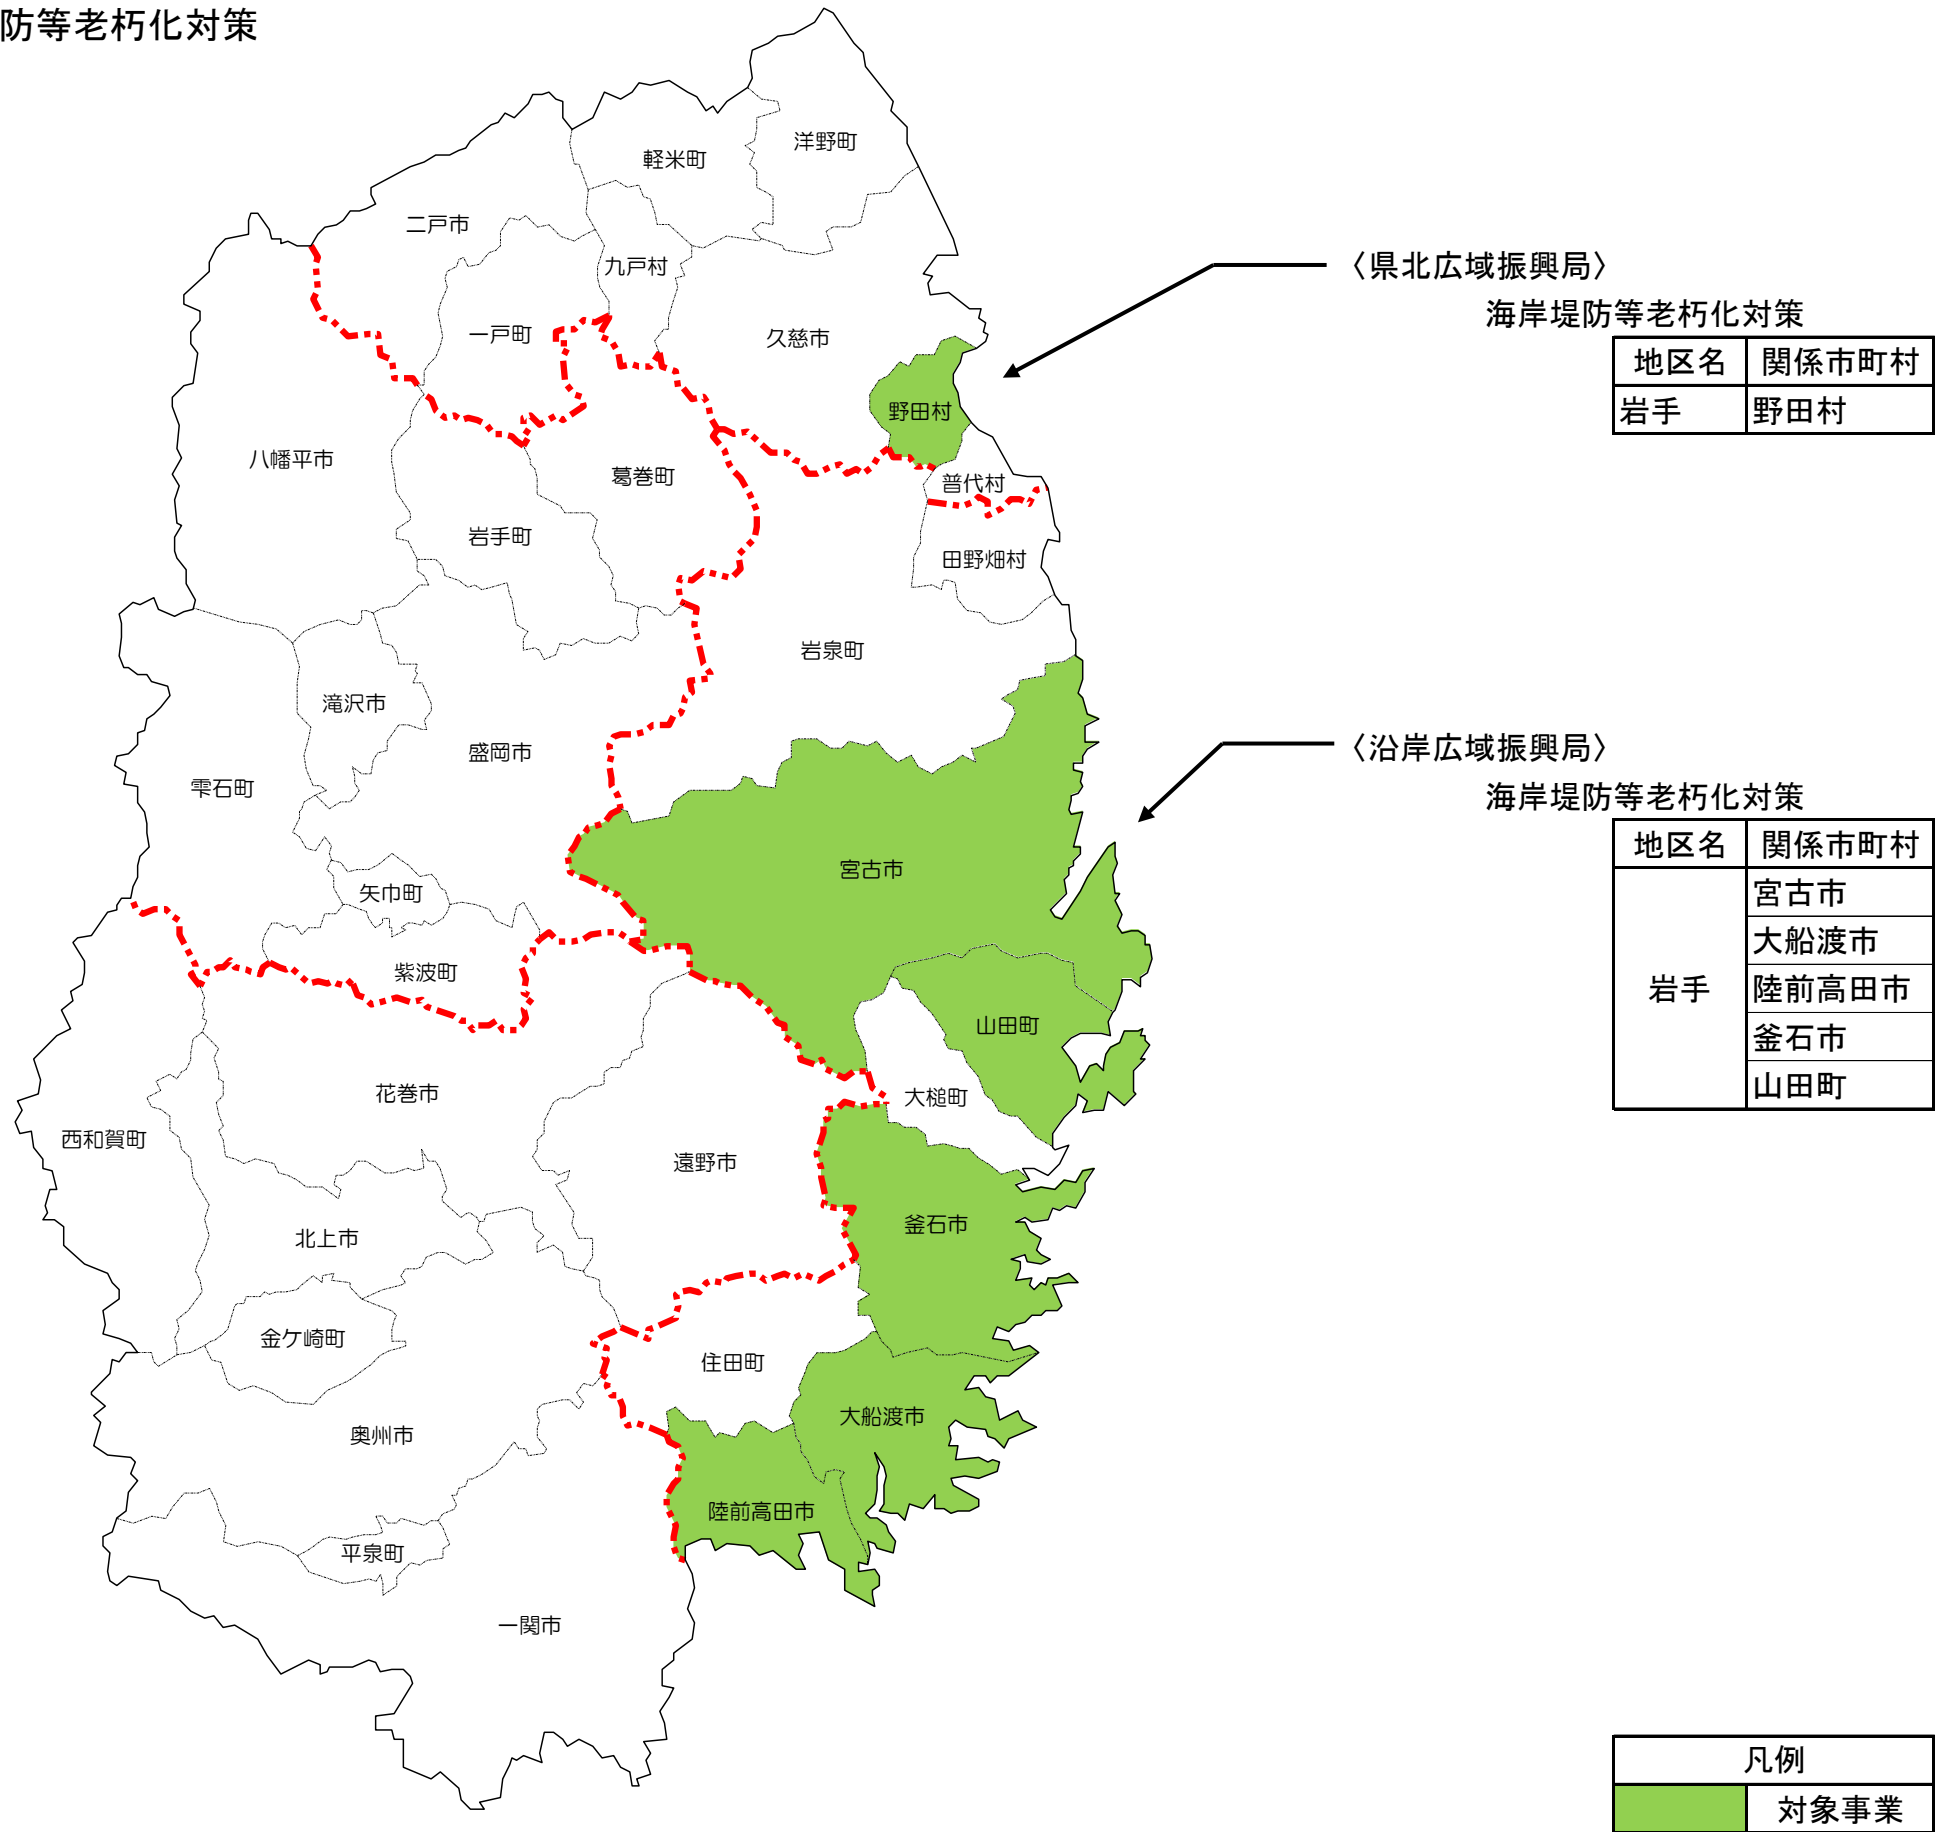 防等老朽化対策
洋野町
軽米町
二戸市
九戸村
〈県北広域振興局〉
海岸堤防等老朽化対策
一戸町
久慈市
地区名 関係市町村
岩手 野田村
野田村
八幡平市
葛巻町
普代村
岩手町
田野畑村
岩泉町
滝沢市
盛岡市
〈沿岸広域振興局〉
雫石町
海岸堤防等老朽化対策
地区名 関係市町村
宮古市
矢巾町
宮古市
大船渡市
紫波町
岩手
陸前高田市
山田町
釜石市
花巻市
大槌町
山田町
西和賀町
遠野市
釜石市
北上市
金ケ崎町
住田町
大船渡市
奥州市
陸前高田市
平泉町
一関市
凡例
対象事業